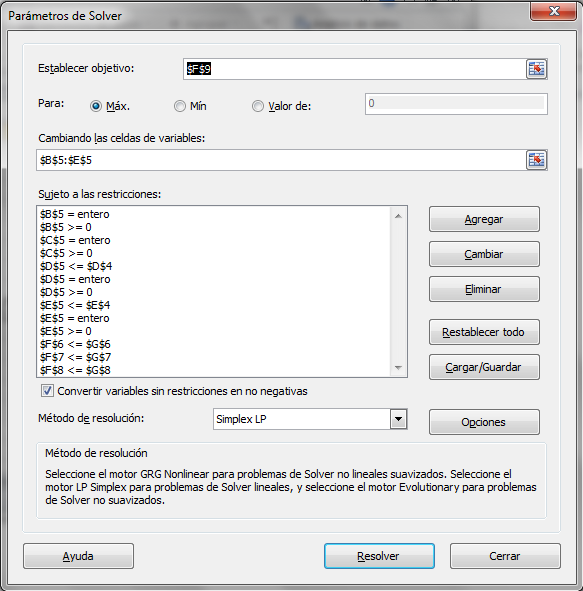 Parámetros de Solver
Establecer objetivo: $F$9
Para: Máx. Mín Valor de: 0
Cambiando las celdas de variables:
$B$5:$E$5
Sujeto a las restricciones:
$B$5 = entero
$B$5 >= 0
$C$5 = entero
$C$5 >= 0
$D$5 <= $D$4
$D$5 = entero
$D$5 >= 0
$E$5 <= $E$4
$E$5 = entero
$E$5 >= 0
$F$6 <= $G$6
$F$7 <= $G$7
$F$8 <= $G$8
Agregar
Cambiar
Eliminar
Restablecer todo
Cargar/Guardar
Convertir variables sin restricciones en no negativas
Método de resolución: Simplex LP
Opciones
Método de resolución
Seleccione el motor GRG Nonlinear para problemas de Solver no lineales suavizados. Seleccione
el motor LP Simplex para problemas de Solver lineales, y seleccione el motor Evolutionary para problemas
de Solver no suavizados.
Ayuda
Resolver
Cerrar